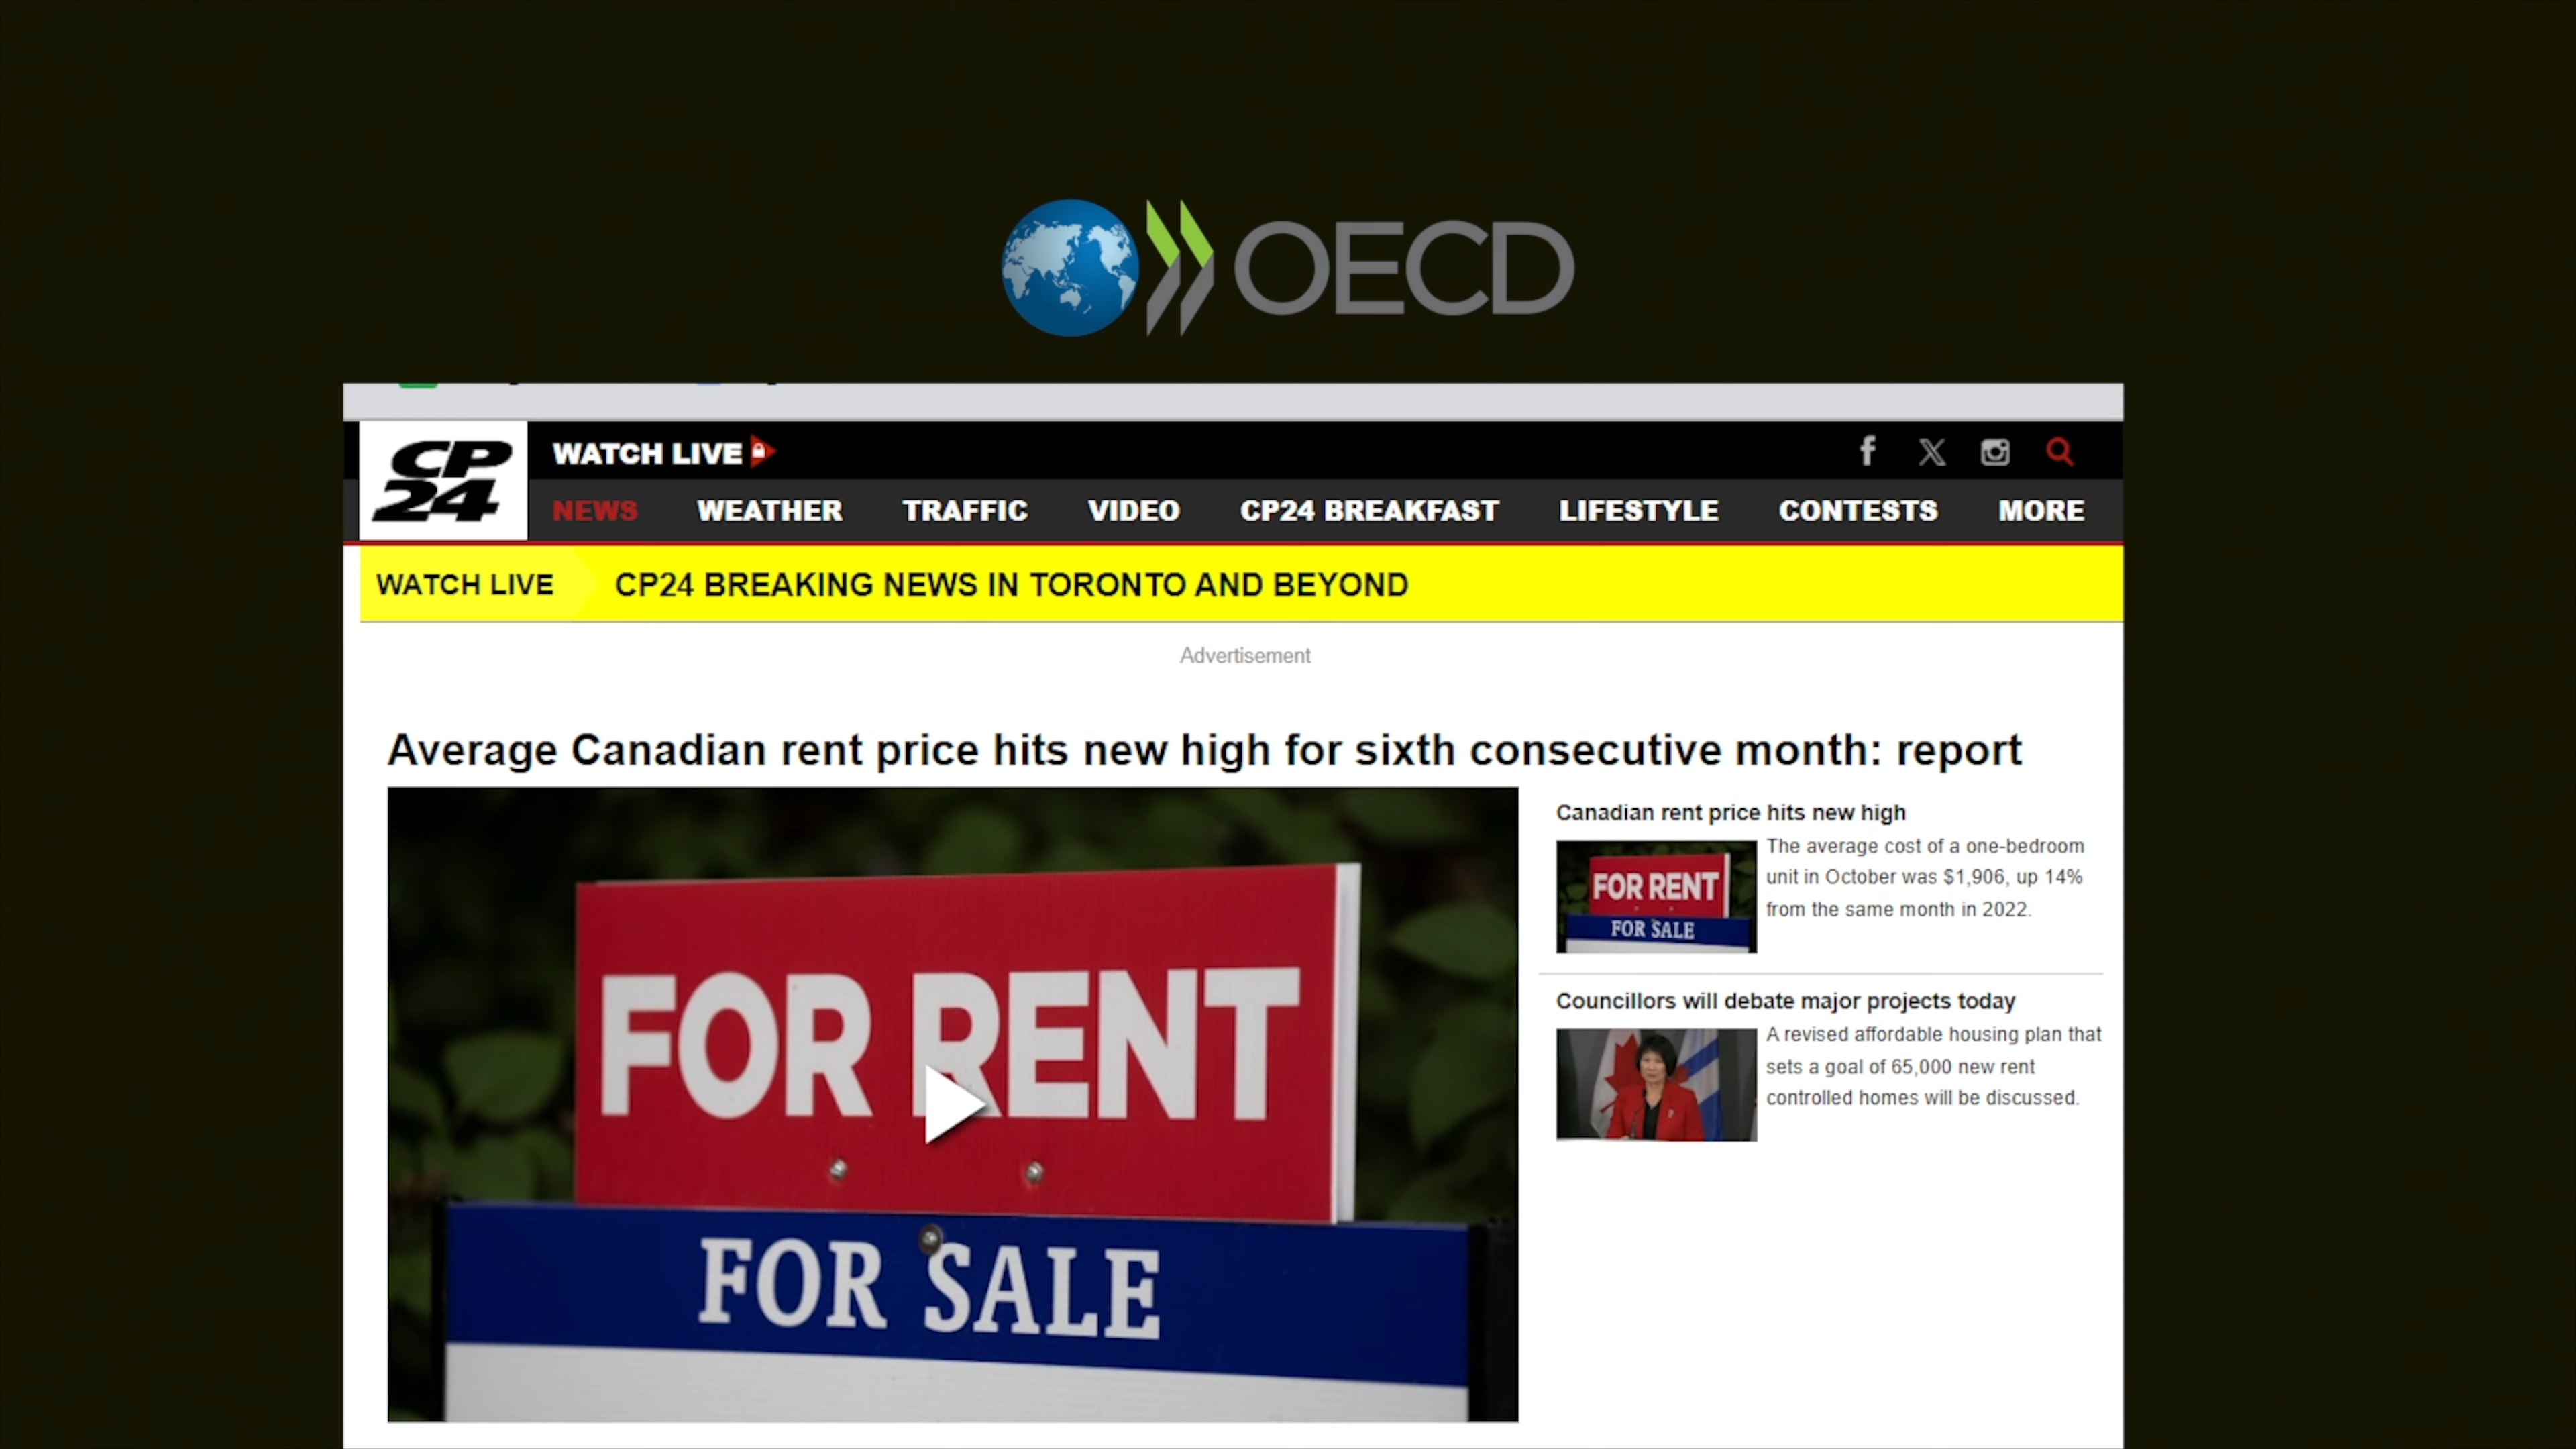 OECD
CP
24
WATCH LIVE
NEWS WEATHER TRAFFIC VIDEO CP24 BREAKFAST LIFESTYLE CONTESTS MORE
WATCH LIVE CP24 BREAKING NEWS IN TORONTO AND BEYOND
Advertisement
Average Canadian rent price hits new high for sixth consecutive month: report
FOR RENT
FOR SALE
Canadian rent price hits new high
FOR RENT
FOR SALE
The average cost of a one-bedroom
unit in October was $1,906, up 14%
from the same month in 2022.
Councillors will debate major projects today
A revised affordable housing plan that
sets a goal of 65,000 new rent
controlled homes will be discussed.